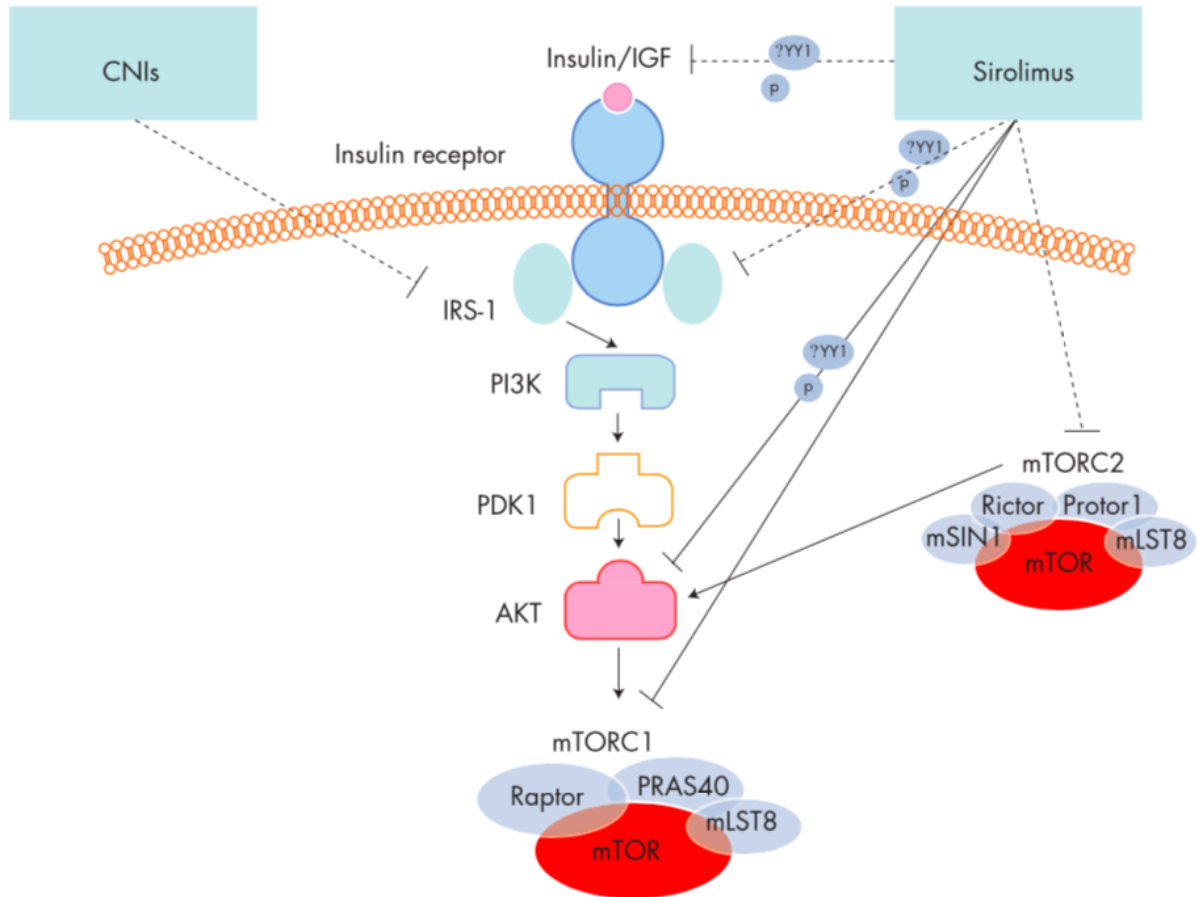 CNIs
Insulin/IGF
?YY1
p
Sirolimus
Insulin receptor
?YY1
p
IRS-1
?YY1
p
PI3K
mTORC2
Rictor
Protor1
mSIN1
mLST8
mTOR
PDK1
AKT
mTORC1
Raptor
PRAS40
mLST8
mTOR